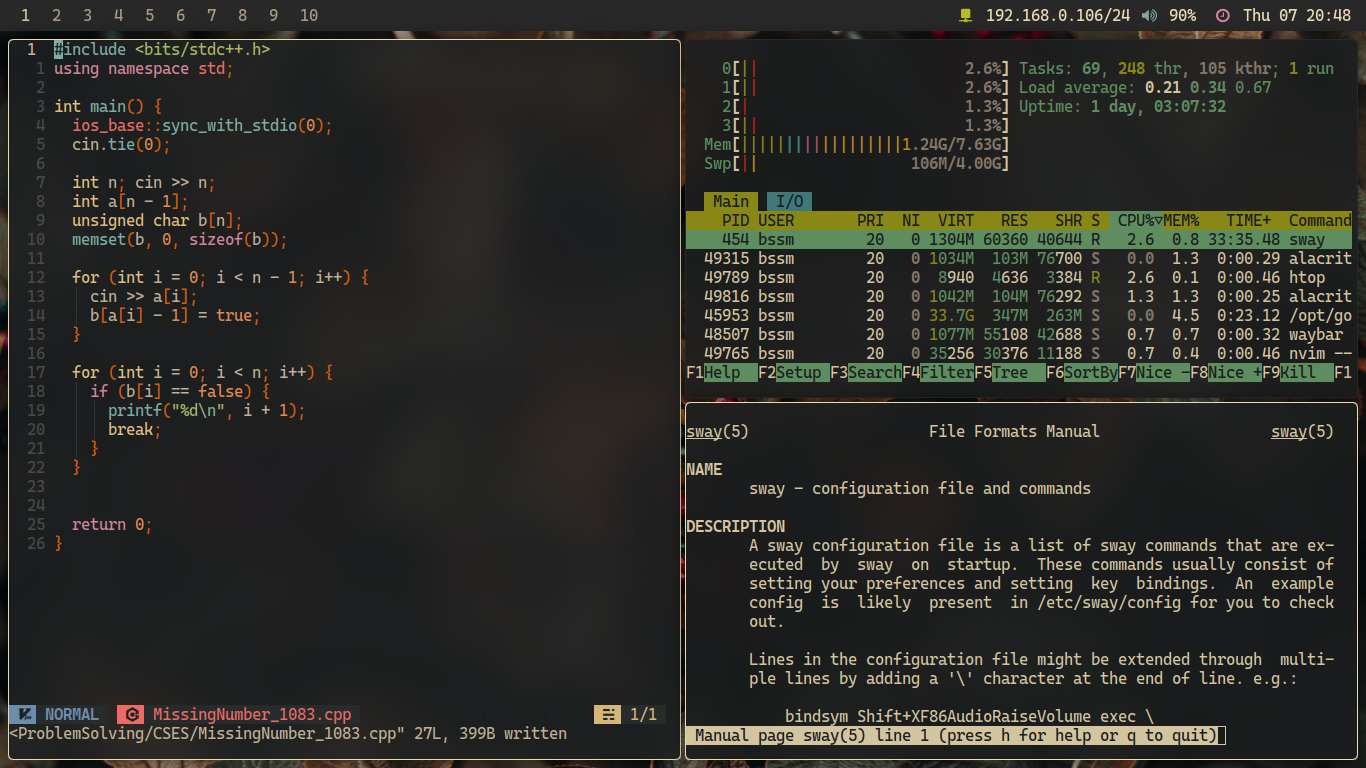 1 2 3 4 5 6 7 8 9 10
192.168.0.106/24 90% Thu 07 20:48
1 #include <bits/stdc++.h>
1 using namespace std;
2
3 int main() {
4 ios_base::sync_with_stdio(0);
5 cin.tie(0);
6
7 int n; cin >> n;
8 int a[n - 1];
9 unsigned char b[n];
10 memset(b, 0, sizeof(b));
11
12 for (int i = 0; i < n - 1; i++) {
13 cin >> a[i];
14 b[a[i] - 1] = true;
15 }
16
17 for (int i = 0; i < n; i++) {
18 if (b[i] == false) {
19 printf("%d\n", i + 1);
20 break;
21 }
22 }
23
24
25 return 0;
26 }
NORMAL MissingNumber_1083.cpp 1/1
<ProblemSolving/CSES/MissingNumber_1083.cpp" 27L, 399B written
0[|| 2.6%] Tasks: 69, 248 thr, 105 kthr; 1 run
1[|| 2.6%] Load average: 0.21 0.34 0.67
2[| 1.3%] Uptime: 1 day, 03:07:32
3[|| 1.3%]
Mem[||||||||||||||||||1.24G/7.63G]
Swp[|| 106M/4.00G]
Main I/O
PID USER PRI NI VIRT RES SHR S CPU%▽MEM% TIME+ Command
454 bssm 20 0 1304M 60360 40644 R 2.6 0.8 33:35.48 sway
49315 bssm 20 0 1034M 103M 76700 S 0.0 1.3 0:00.29 alacrit
49789 bssm 20 0 8940 4636 3384 R 2.6 0.1 0:00.46 htop
49816 bssm 20 0 1042M 104M 76292 S 1.3 1.3 0:00.25 alacrit
45953 bssm 20 0 33.7G 347M 263M S 0.0 4.5 0:23.12 /opt/go
48507 bssm 20 0 1077M 55108 42688 S 0.7 0.7 0:00.32 waybar
49765 bssm 20 0 35256 30376 11188 S 0.7 0.4 0:00.46 nvim --
F1Help F2Setup F3SearchF4FilterF5Tree F6SortByF7Nice -F8Nice +F9Kill F1
sway(5) File Formats Manual sway(5)
NAME
sway - configuration file and commands
DESCRIPTION
A sway configuration file is a list of sway commands that are ex-
ecuted by sway on startup. These commands usually consist of
setting your preferences and setting key bindings. An example
config is likely present in /etc/sway/config for you to check
out.
Lines in the configuration file might be extended through multi-
ple lines by adding a '\' character at the end of line. e.g.:
bindsym Shift+XF86AudioRaiseVolume exec \
Manual page sway(5) line 1 (press h for help or q to quit)